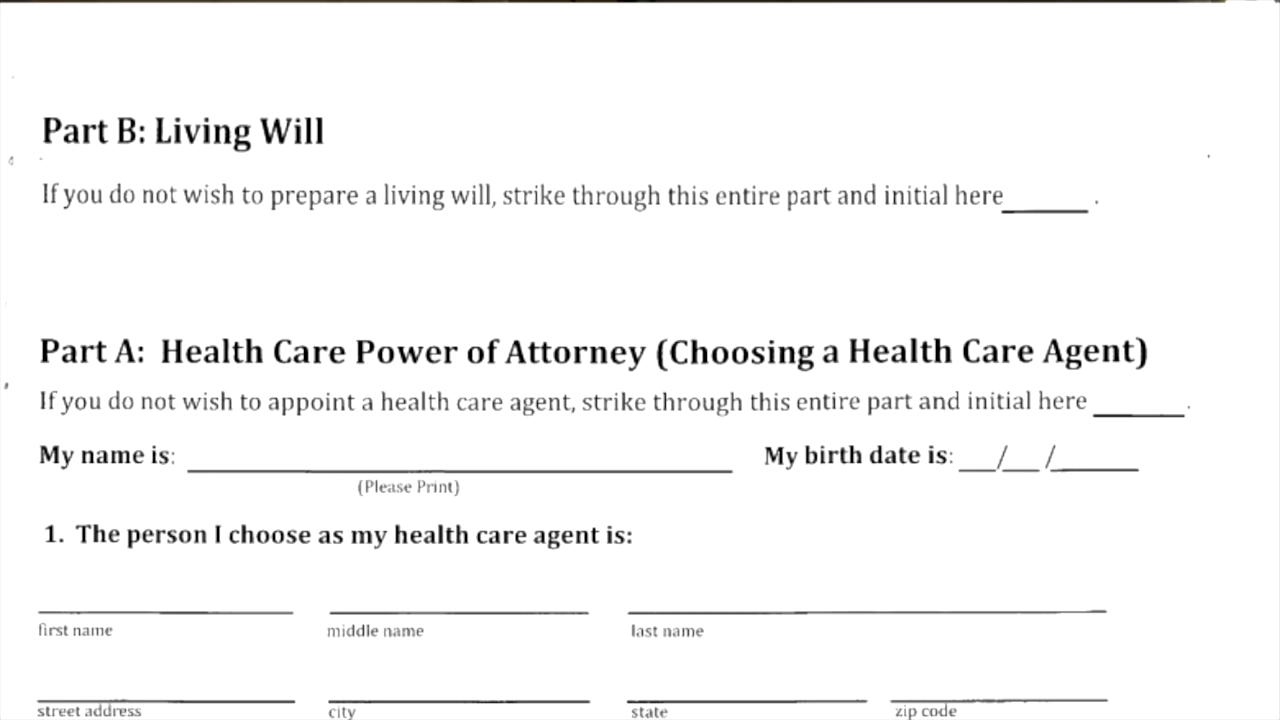 Part B: Living Will
If you do not wish to prepare a living will, strike through this entire part and initial here______ .
Part A: Health Care Power of Attorney (Choosing a Health Care Agent)
If you do not wish to appoint a health care agent, strike through this entire part and initial here ______.
My name is: ______ My birth date is: ___/___/______
(Please Print)
1. The person I choose as my health care agent is:
first name middle name last name
street address city state zip code